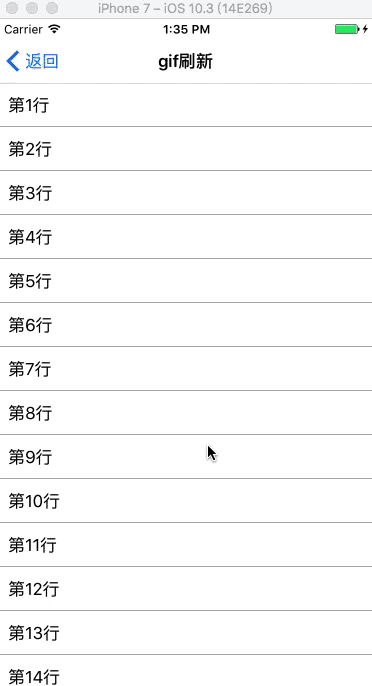 iPhone 7 – iOS 10.3 (14E269)
Carrier 1:35 PM
返回 gif刷新
第1行
第2行
第3行
第4行
第5行
第6行
第7行
第8行
第9行
第10行
第11行
第12行
第13行
第14行